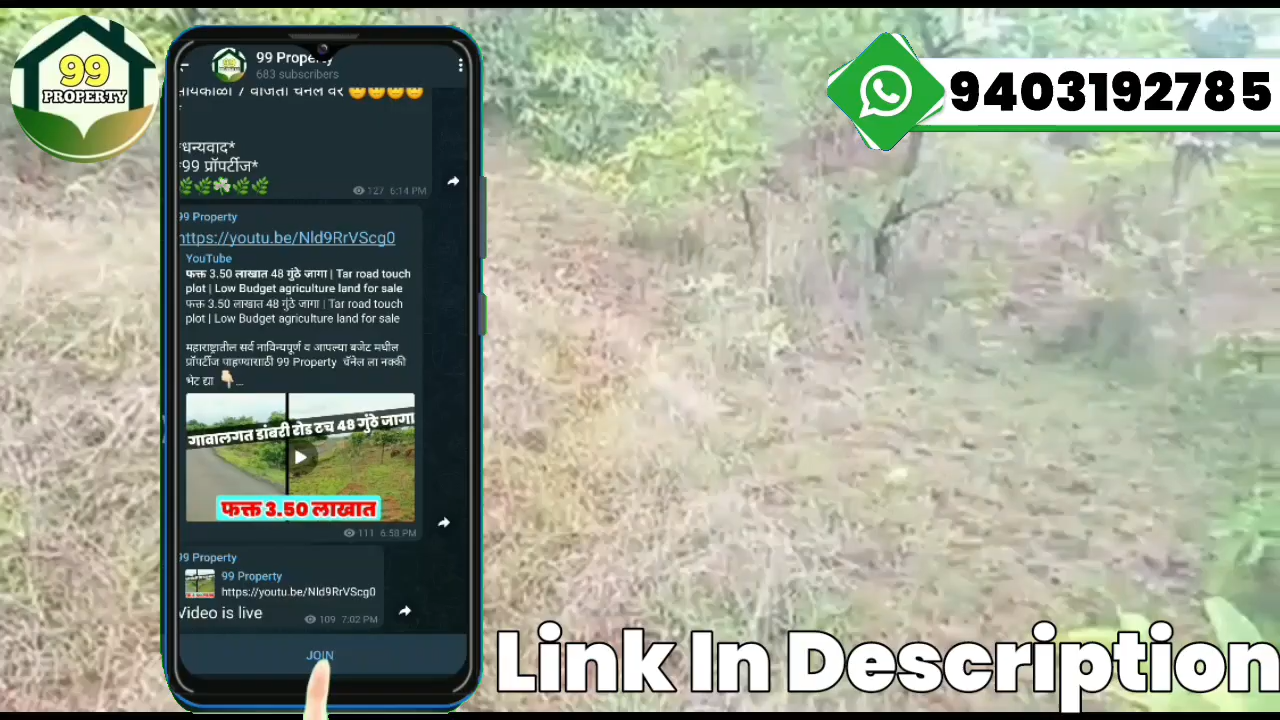 99
PROPERTY
99 Property
683 subscribers
7 वाजता चॅनेल वर
*धन्यवाद*
*99 प्रॉपर्टीज*
127 6:14 PM
99 Property
https://youtu.be/Nld9RrVScg0
YouTube
फक्त 3.50 लाखात 48 गुंठे जागा | Tar road touch
plot | Low Budget agriculture land for sale
फक्त 3.50 लाखात 48 गुंठे जागा | Tar road touch
plot | Low Budget agriculture land for sale
महाराष्ट्रातील सर्व नाविन्यपूर्ण व आपल्या बजेट मधील
प्रॉपर्टीज पाहण्यासाठी 99 Property चॅनेल ला नक्की
भेट द्या 👇...
गावालगत डांबरी रोड टच 48 गुंठे जागा
फक्त 3.50 लाखात
111 6:58 PM
99 Property
99 Property
https://youtu.be/Nld9RrVScg0
Video is live
109 7:02 PM
JOIN
9403192785
Link In Description